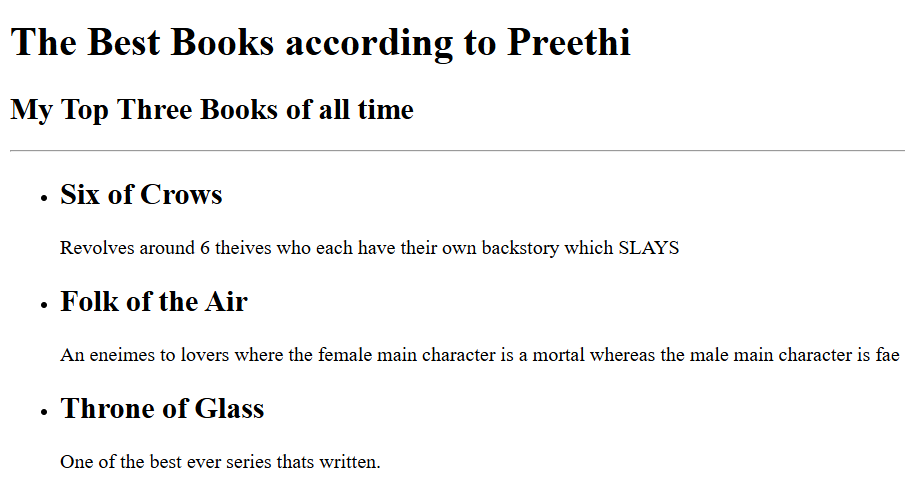 The Best Books according to Preethi
My Top Three Books of all time
Six of Crows
Revolves around 6 theives who each have their own backstory which SLAYS
Folk of the Air
An eneimes to lovers where the female main character is a mortal whereas the male main character is fae
Throne of Glass
One of the best ever series thats written.